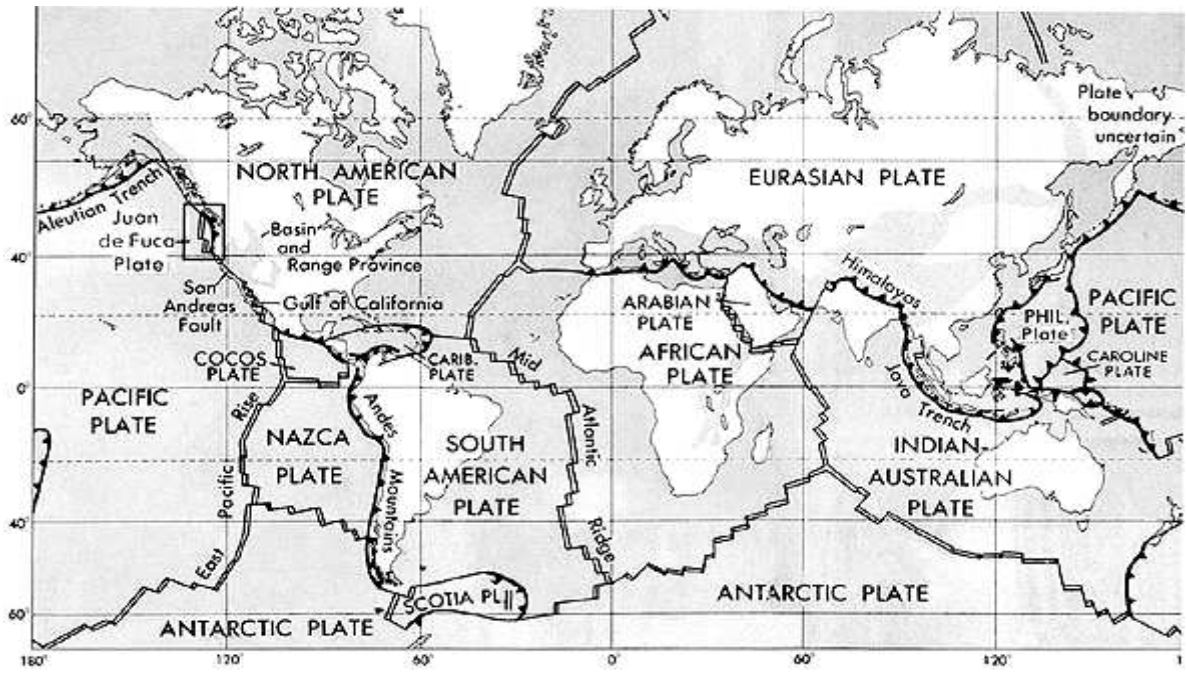 60°
40°
0°
40°
60°
180°
120°
60°
0°
60°
120°
1
Aleutian Trench
Juan
de Fuca
Plate
San
Andreas
Fault
NORTH AMERICAN
PLATE
Basin
and
Range Province
Gulf of California
COCOS
PLATE
CARIB.
PLATE
PACIFIC
PLATE
NAZCA
PLATE
East
Pacific
Rise
Andes
Mountains
SOUTH
AMERICAN
PLATE
Mid
Atlantic
Ridge
SCOTIA PL
ANTARCTIC PLATE
EURASIAN PLATE
Plate
boundary
uncertain
ARABIAN
PLATE
AFRICAN
PLATE
Himalayas
Java Trench
PHIL.
Plate
PACIFIC
PLATE
CAROLINE
PLATE
INDIAN
AUSTRALIAN
PLATE
ANTARCTIC PLATE